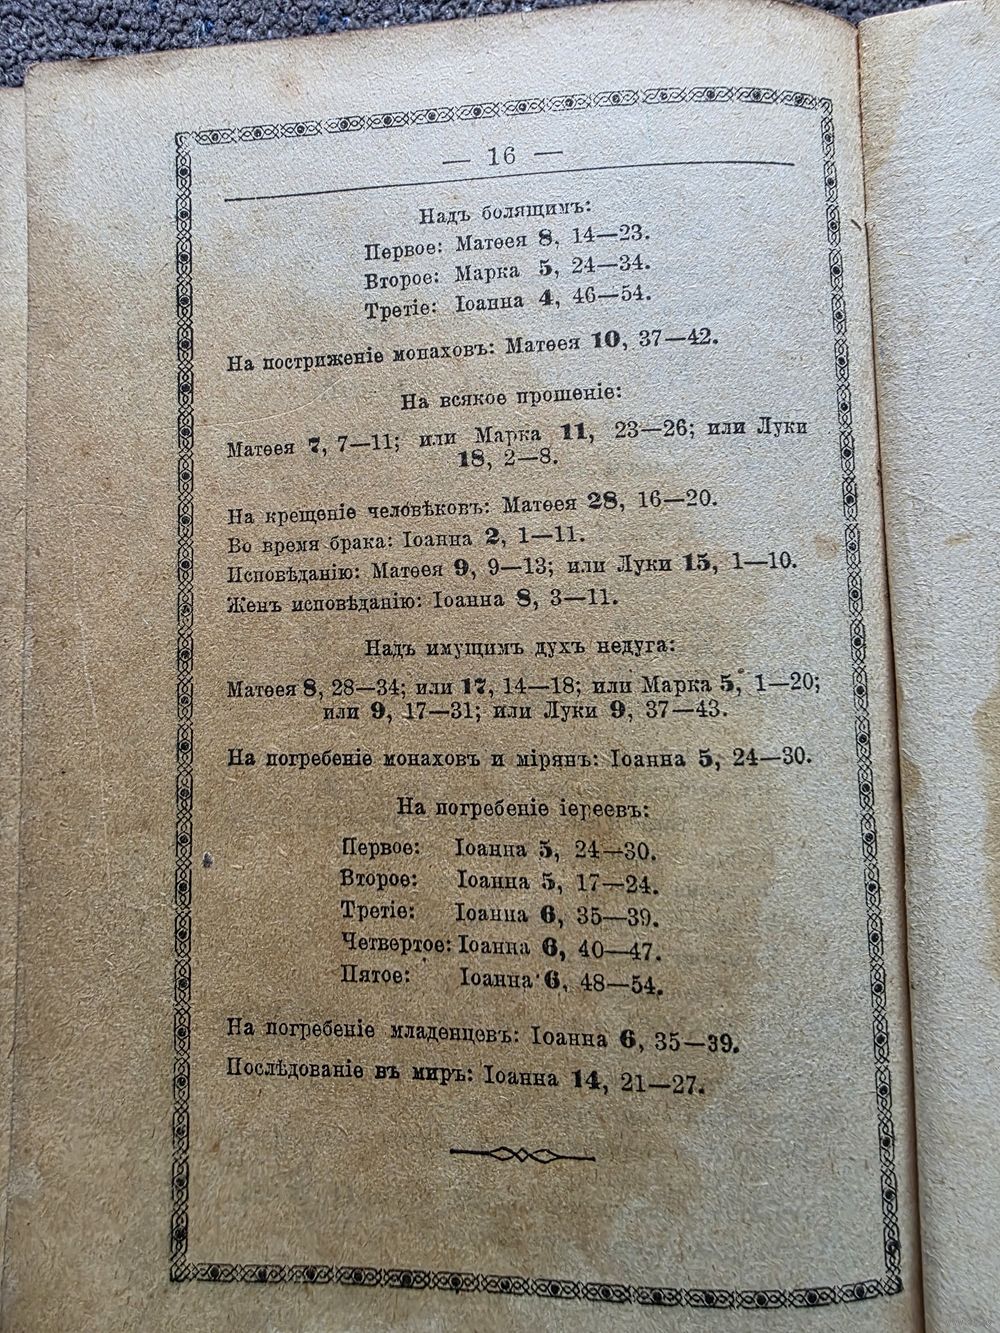 — 16 —
Надъ болящимъ:
Первое: Матѳея 8, 14—23.
Второе: Марка 5, 24—34.
Третіе: Іоанна 4, 46—54.
На постриженіе монаховъ: Матѳея 10, 37—42.
На всякое прошеніе:
Матѳея 7, 7—11; или Марка 11, 23—26; или Луки
18, 2—8.
На крещеніе человѣковъ: Матѳея 28, 16—20.
Во время брака: Іоанна 2, 1—11.
Исповѣданію: Матѳея 9, 9—13; или Луки 15, 1—10.
Женъ исповѣданію: Іоанна 8, 3—11.
Надъ имущимъ духъ недуга:
Матѳея 8, 28—34; или 17, 14—18; или Марка 5, 1—20;
или 9, 17—31; или Луки 9, 37—43.
На погребеніе монаховъ и мірянъ: Іоанна 5, 24—30.
На погребеніе іереевъ:
Первое: Іоанна 5, 24—30.
Второе: Іоанна 5, 17—24.
Третіе: Іоанна 6, 35—39.
Четвертое: Іоанна 6, 40—47.
Пятое: Іоанна 6, 48—54.
На погребеніе младенцевъ: Іоанна 6, 35—39.
Послѣдованіе въ миръ: Іоанна 14, 21—27.